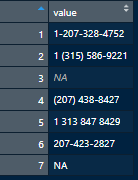 value
1 1-207-328-4752
2 1 (315) 586-9221
3 NA
4 (207) 438-8427
5 1 313 847 8429
6 207-423-2827
7 NA